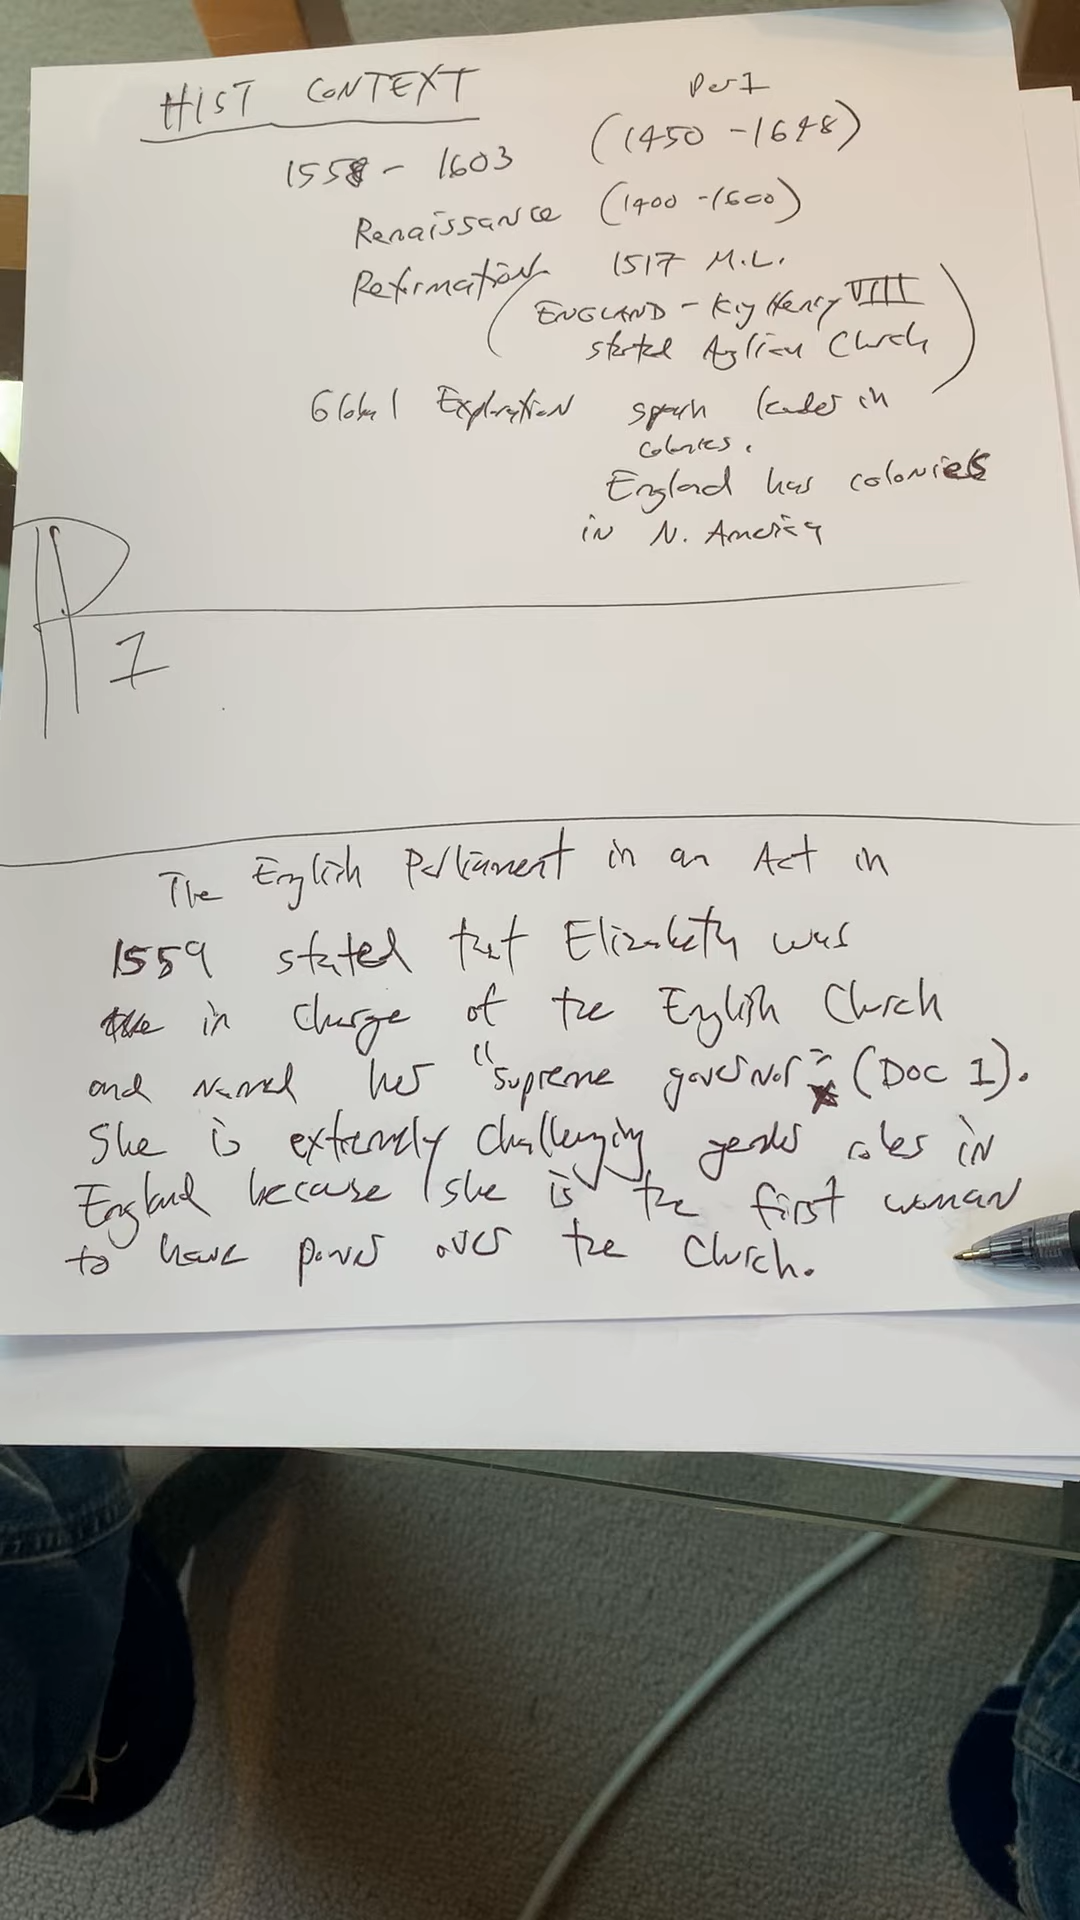 HIST CONTEXT
Per 1
1558 - 1603 (1450 - 1648)
Renaissance (1400 - 1600)
Reformation 1517 M.L.
(ENGLAND - King Henry VIII
started Anglican Church)
Global Exploration spain leader in
colonies.
England has colonies
in N. America
1
The English Parliament in an Act in
1559 stated that Elizabeth was
in charge of the English Church
and named her "supreme governor" (Doc 1).
She is extremely challenging gender roles in
England because she is the first woman
to have power over the Church.